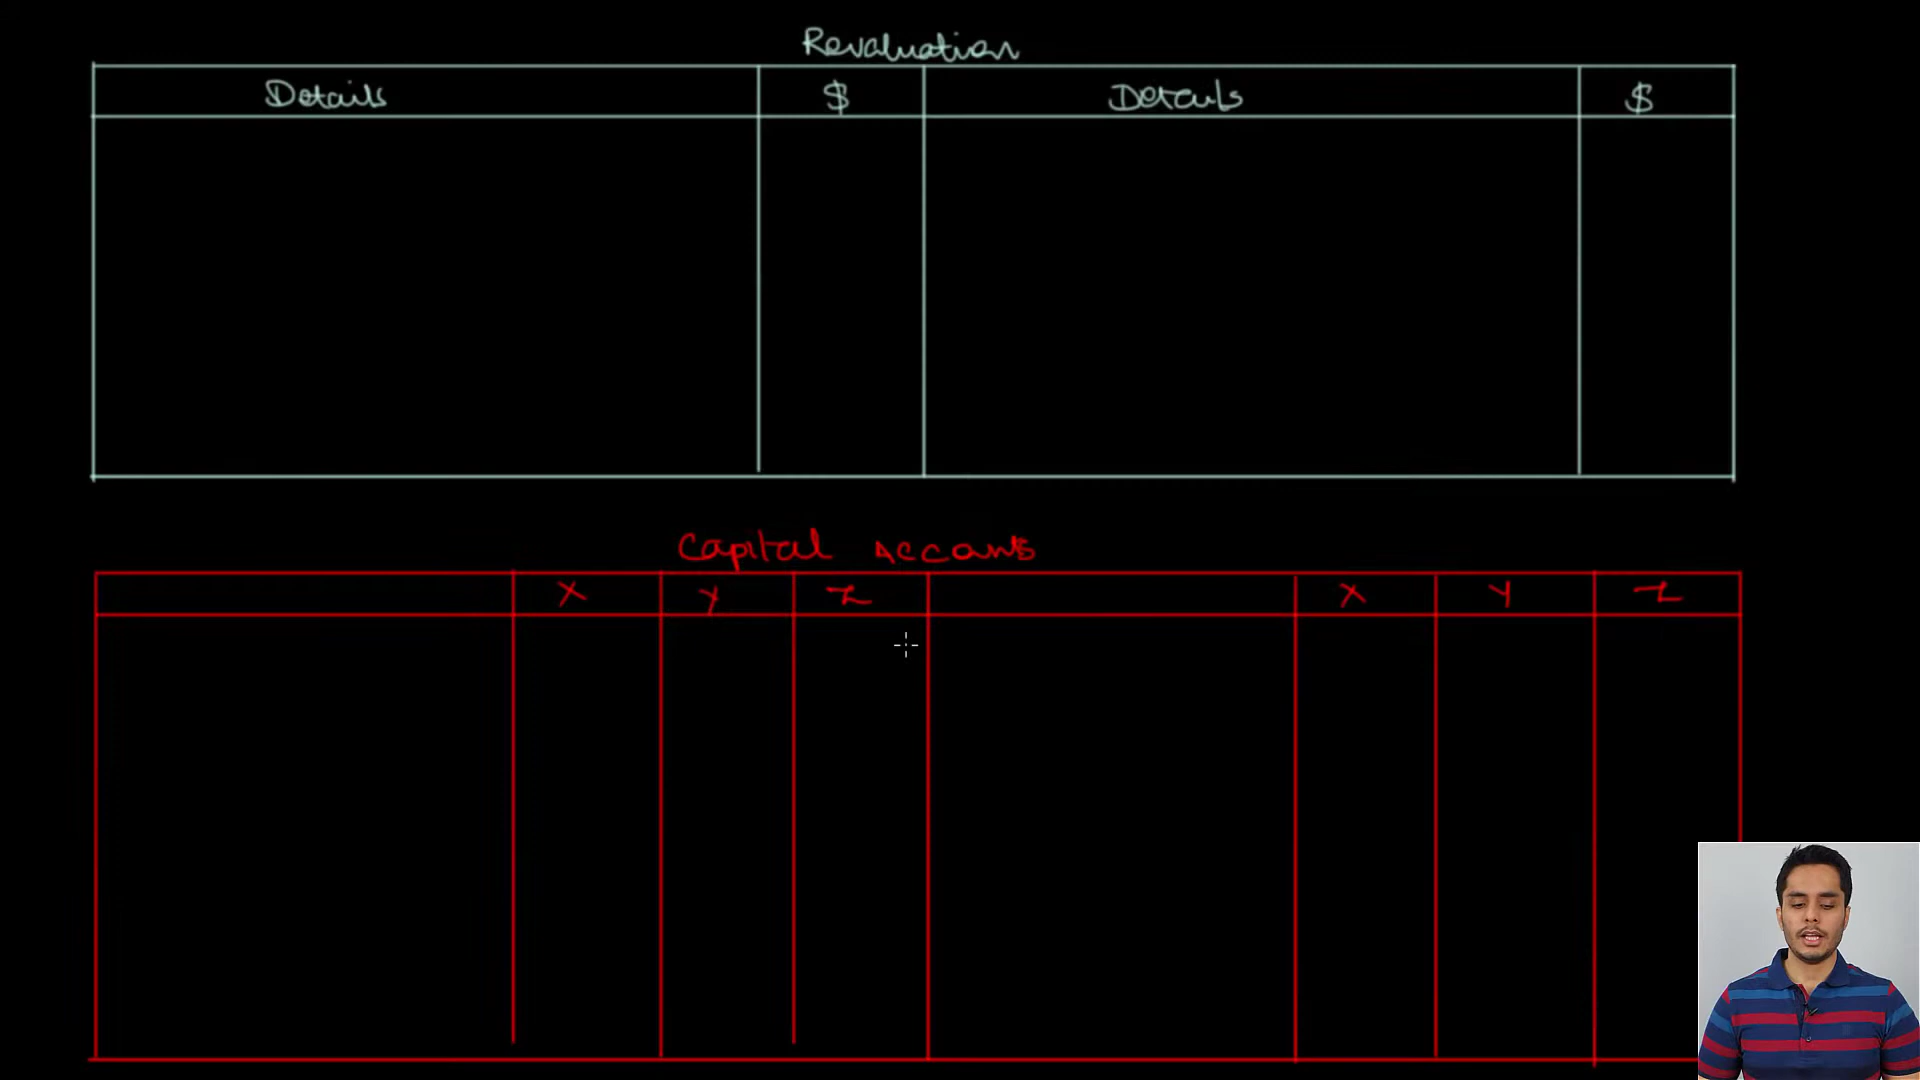 Revaluation
Details $ Details $
Capital Accounts
X Y Z X Y Z